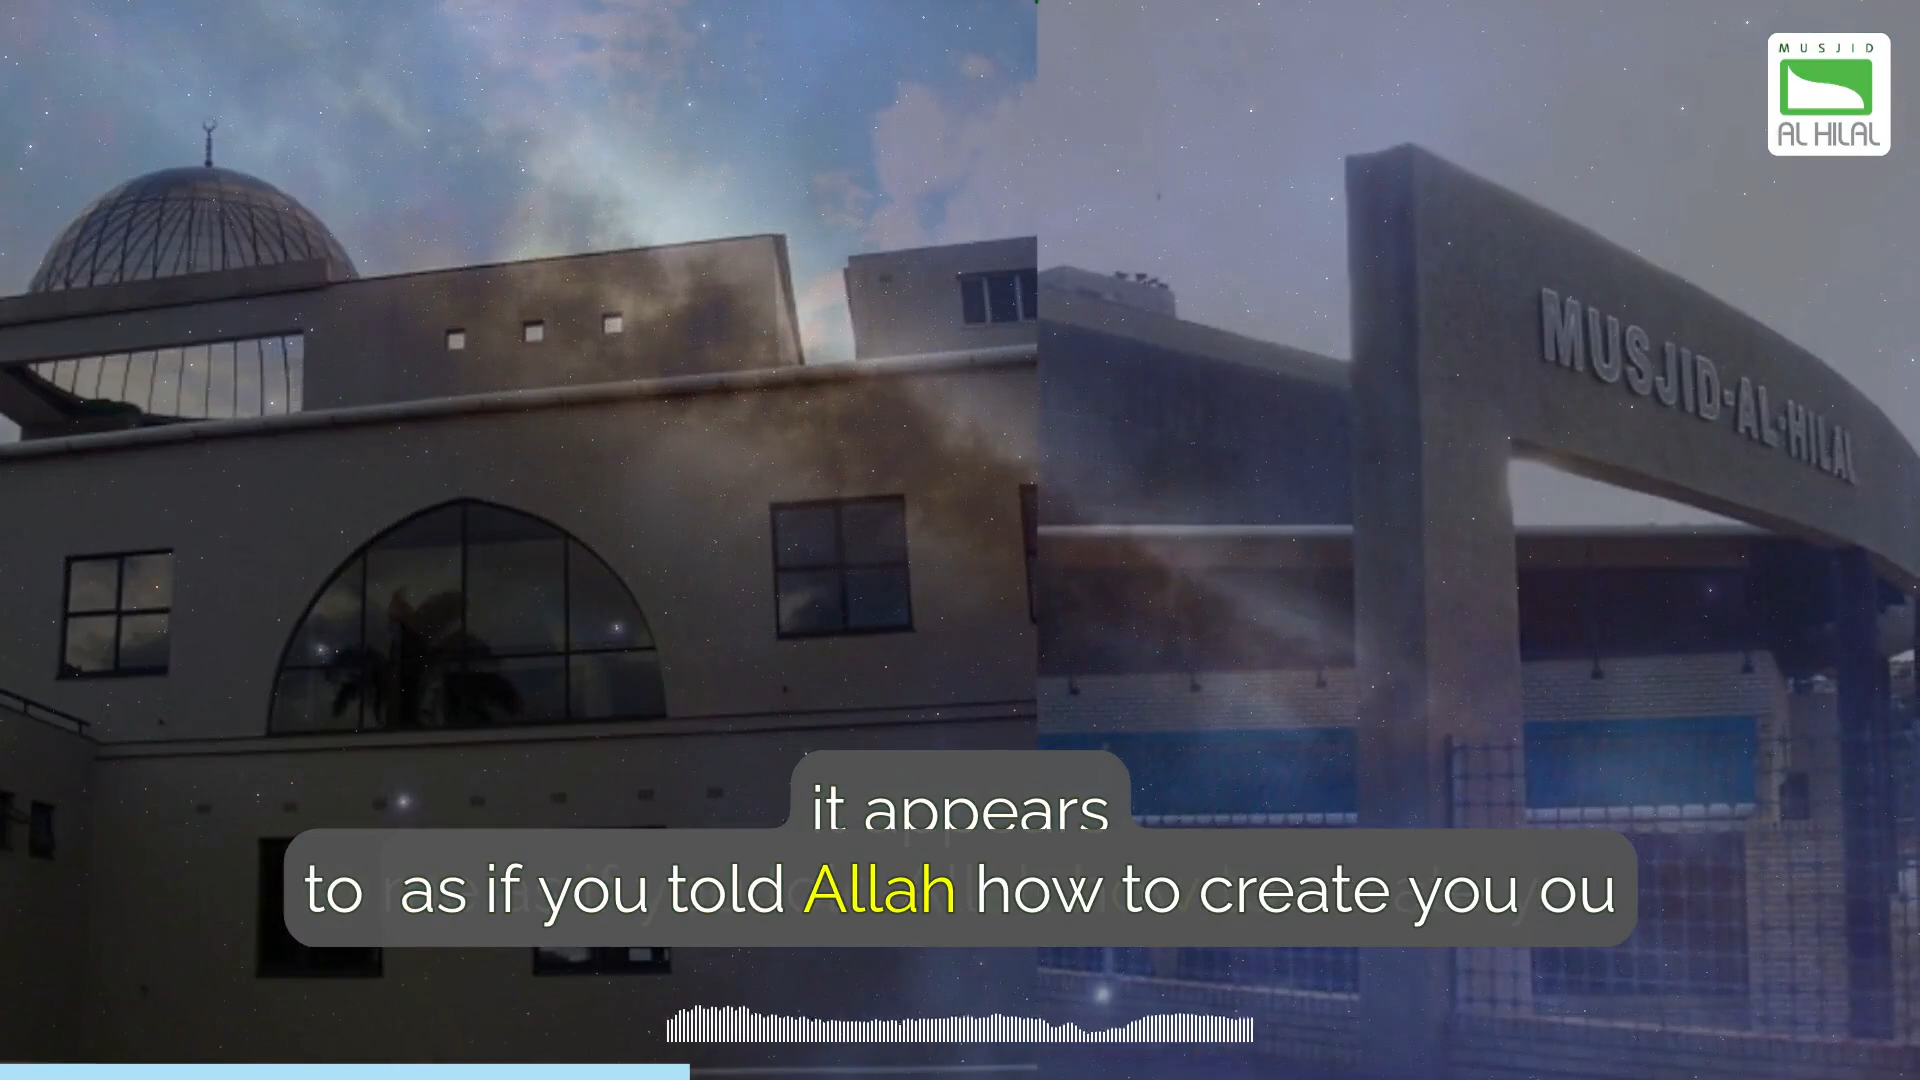 MUSJID
AL HILAL
MUSJID-AL-HILAL
it appears
to as if you told Allah how to create you ou